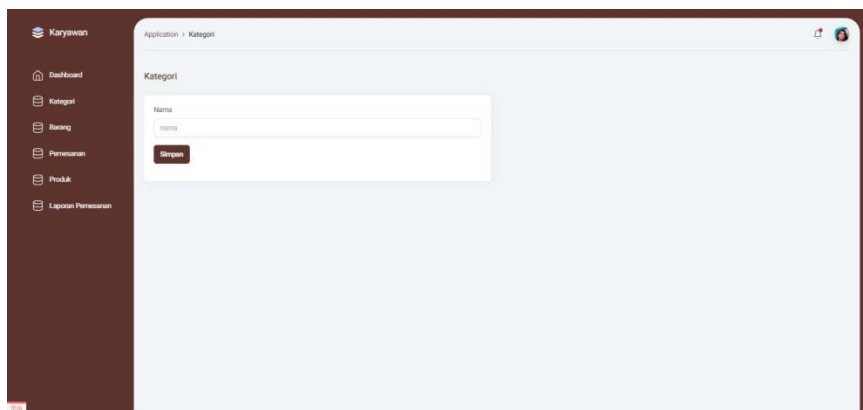 Karyawan
Application > Kategori
Dashboard
Kategori
Barang
Pemesanan
Produk
Laporan Pemesanan
Kategori
Nama
nama
Simpan